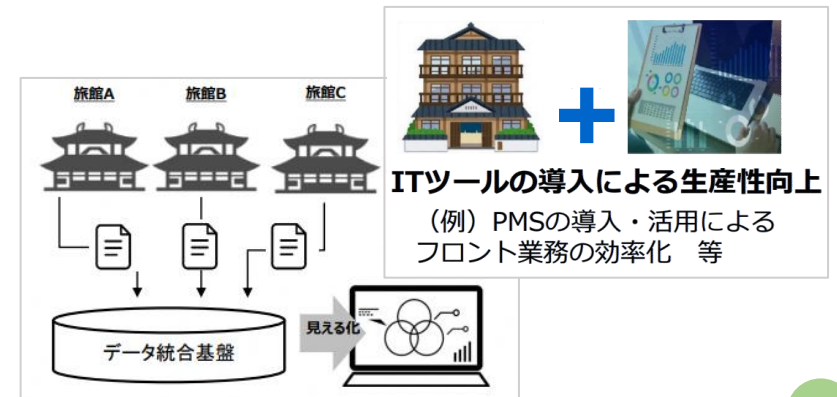 旅館A
旅館B
旅館C
データ統合基盤
見える化
ITツールの導入による生産性向上
（例）PMSの導入・活用による
フロント業務の効率化　等